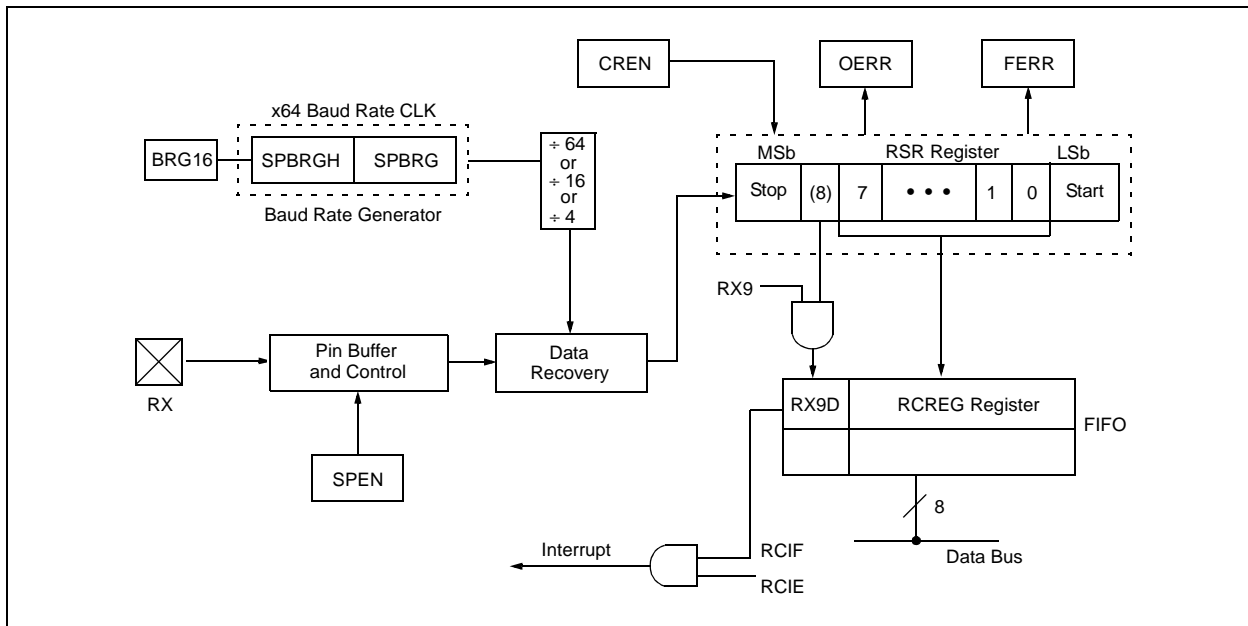 CREN
OERR
FERR
x64 Baud Rate CLK
BRG16
SPBRGH
SPBRG
Baud Rate Generator
÷ 64
or
÷ 16
or
÷ 4
MSb
RSR Register
LSb
Stop
(8)
7
• • •
1
0
Start
RX9
RX
Pin Buffer
and Control
Data
Recovery
SPEN
RX9D
RCREG Register
FIFO
8
Data Bus
Interrupt
RCIF
RCIE